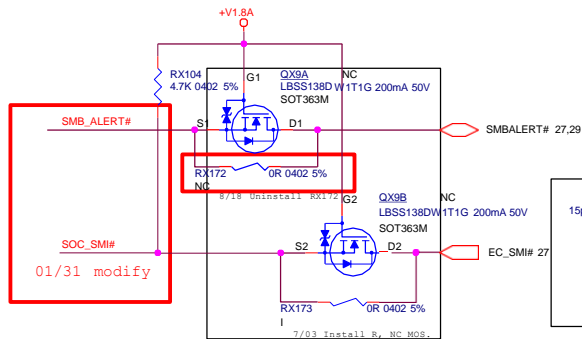 +V1.8A
RX104
4.7K 0402 5%
G1
QX9A
NC
LBSS138DW1T1G 200mA 50V
SOT363M
SMB_ALERT#
S1
D1
SMBALERT# 27,29
RX172
0R 0402 5%
NC
8/18 Uninstall RX172
G2
QX9B
NC
LBSS138DW1T1G 200mA 50V
SOT363M
15p
SOC_SMI#
S2
D2
EC_SMI# 27
01/31 modify
RX173
0R 0402 5%
I
7/03 Install R, NC MOS.